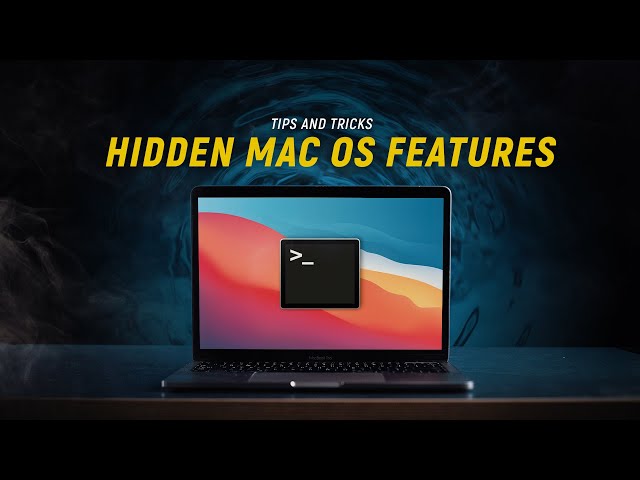 TIPS AND TRICKS
HIDDEN MAC OS FEATURES
>_